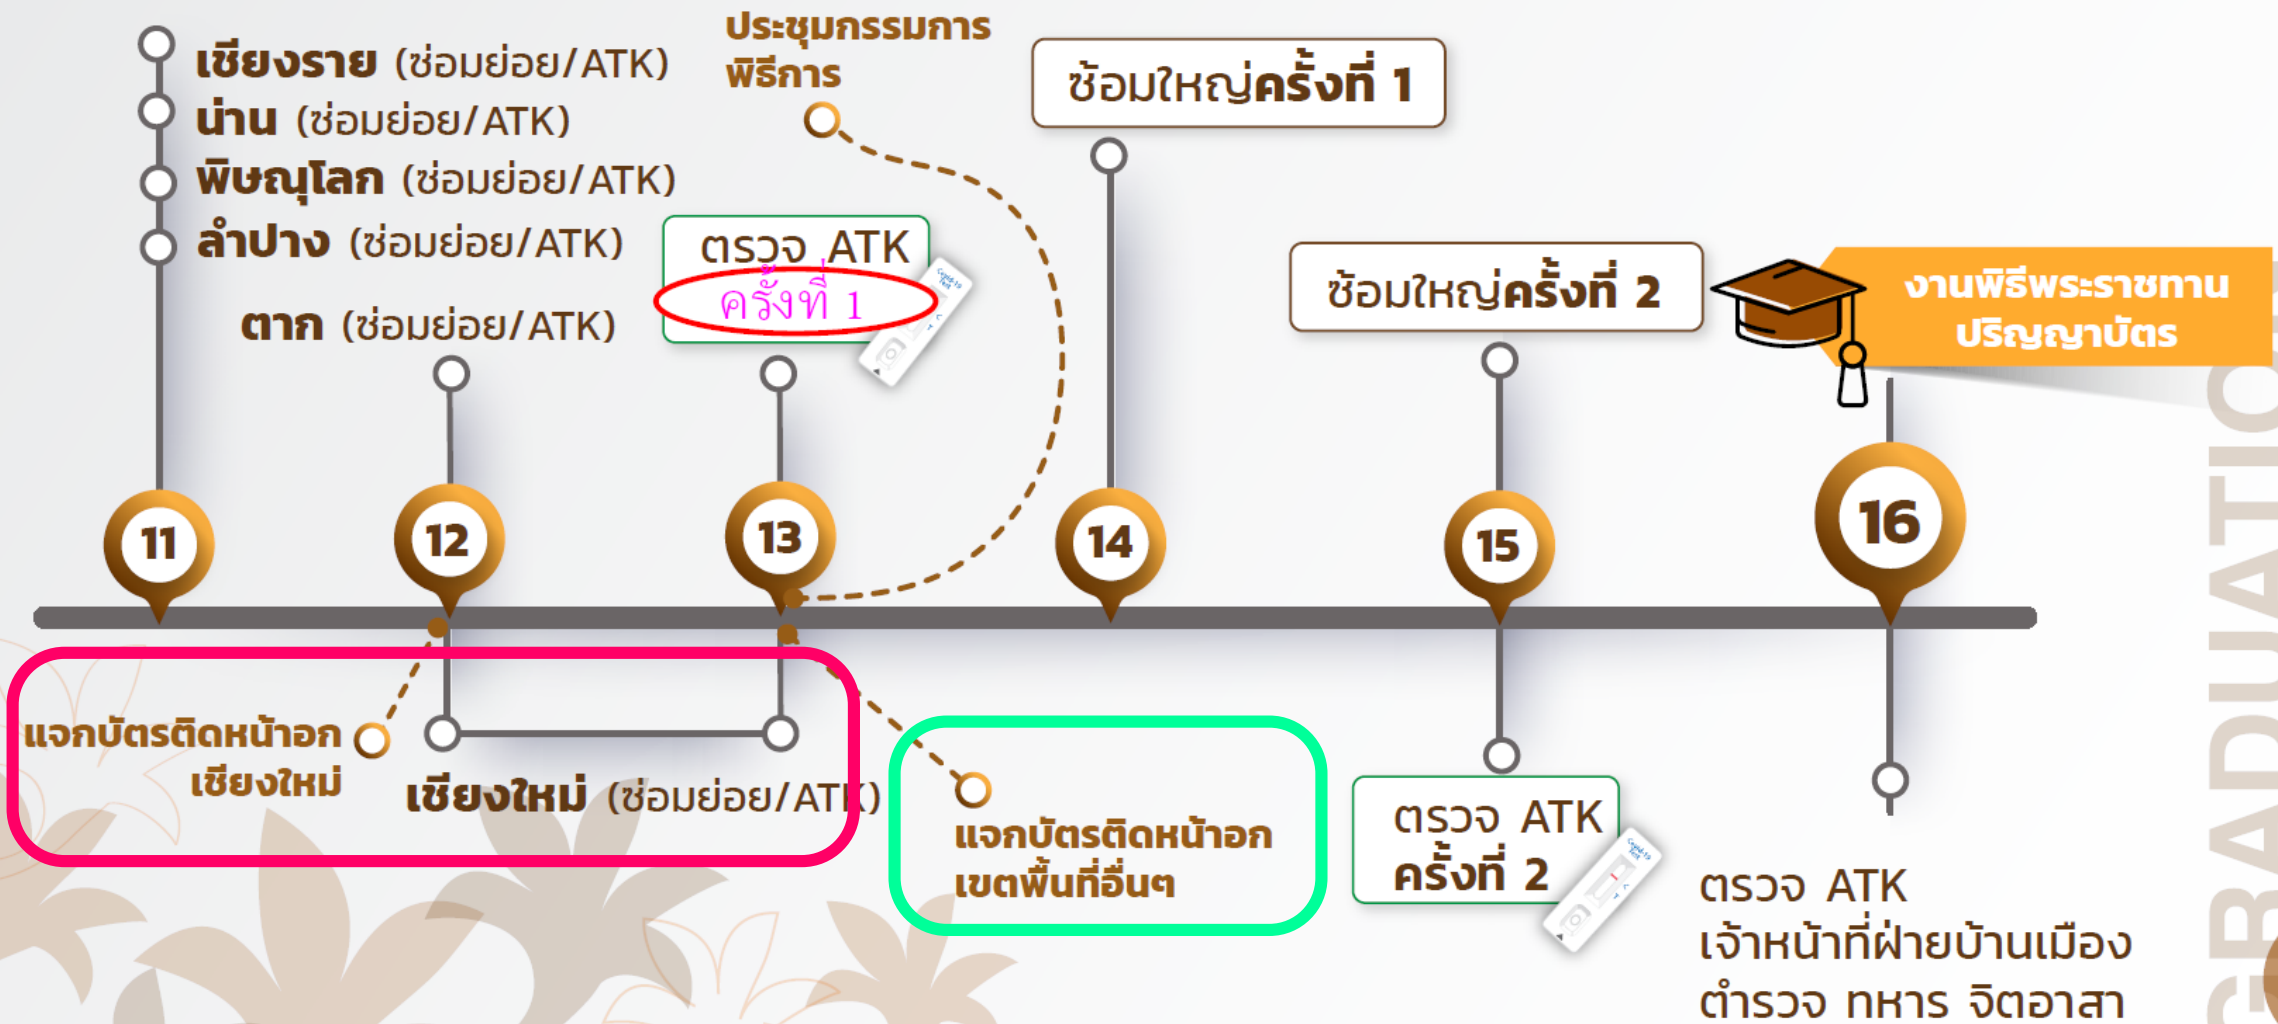 ประชุมกรรมการ
พิธีการ
เชียงราย (ซ่อมย่อย/ATK)
น่าน (ซ่อมย่อย/ATK)
พิษณุโลก (ซ่อมย่อย/ATK)
ลำปาง (ซ่อมย่อย/ATK)
ตาก (ซ่อมย่อย/ATK)
ตรวจ ATK
ครั้งที่ 1
ซ้อมใหญ่ครั้งที่ 1
ซ้อมใหญ่ครั้งที่ 2
งานพิธีพระราชทาน
ปริญญาบัตร
11
12
13
14
15
16
แจกบัตรติดหน้าอก
เชียงใหม่
เชียงใหม่ (ซ่อมย่อย/ATK)
แจกบัตรติดหน้าอก
เขตพื้นที่อื่นๆ
ตรวจ ATK
ครั้งที่ 2
ตรวจ ATK
เจ้าหน้าที่ฝ่ายบ้านเมือง
ตำรวจ ทหาร จิตอาสา